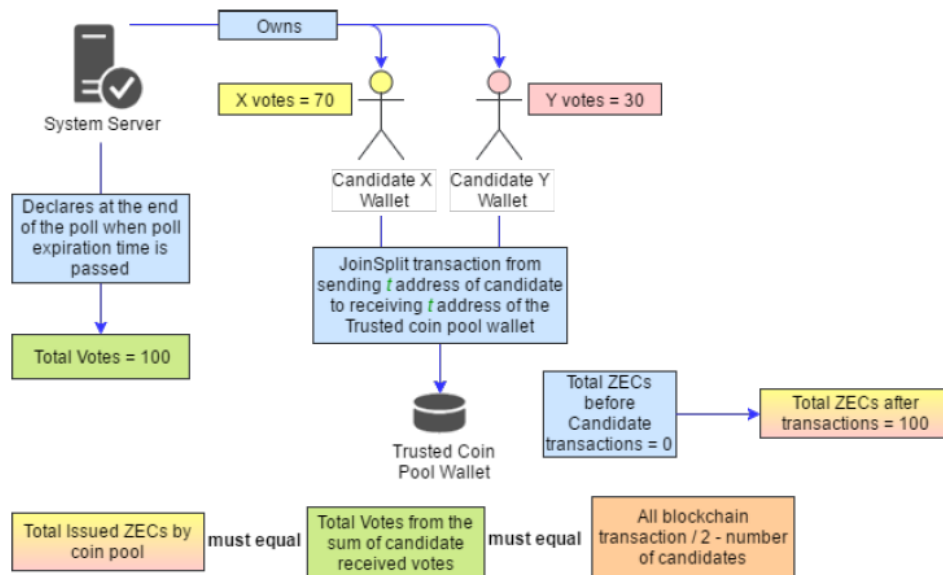 Owns
X votes = 70
Y votes = 30
System Server
Candidate X
Wallet
Candidate Y
Wallet
Declares at the end
of the poll when poll
expiration time is
passed
JoinSplit transaction from
sending t address of candidate
to receiving t address of the
Trusted coin pool wallet
Total Votes = 100
Total ZECs
before
Candidate
transactions = 0
Total ZECs after
transactions = 100
Trusted Coin
Pool Wallet
Total Issued ZECs by
coin pool
must equal
Total Votes from the
sum of candidate
received votes
must equal
All blockchain
transaction / 2 - number
of candidates